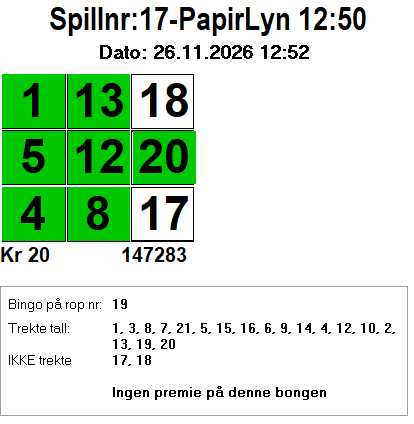 Spillnr:17-PapirLyn 12:50
Dato: 26.11.2026 12:52
1 13 18
5 12 20
4 8 17
Kr 20 147283
Bingo på rop nr: 19
Trekte tall: 1, 3, 8, 7, 21, 5, 15, 16, 6, 9, 14, 4, 12, 10, 2,
13, 19, 20
IKKE trekte 17, 18
Ingen premie på denne bongen